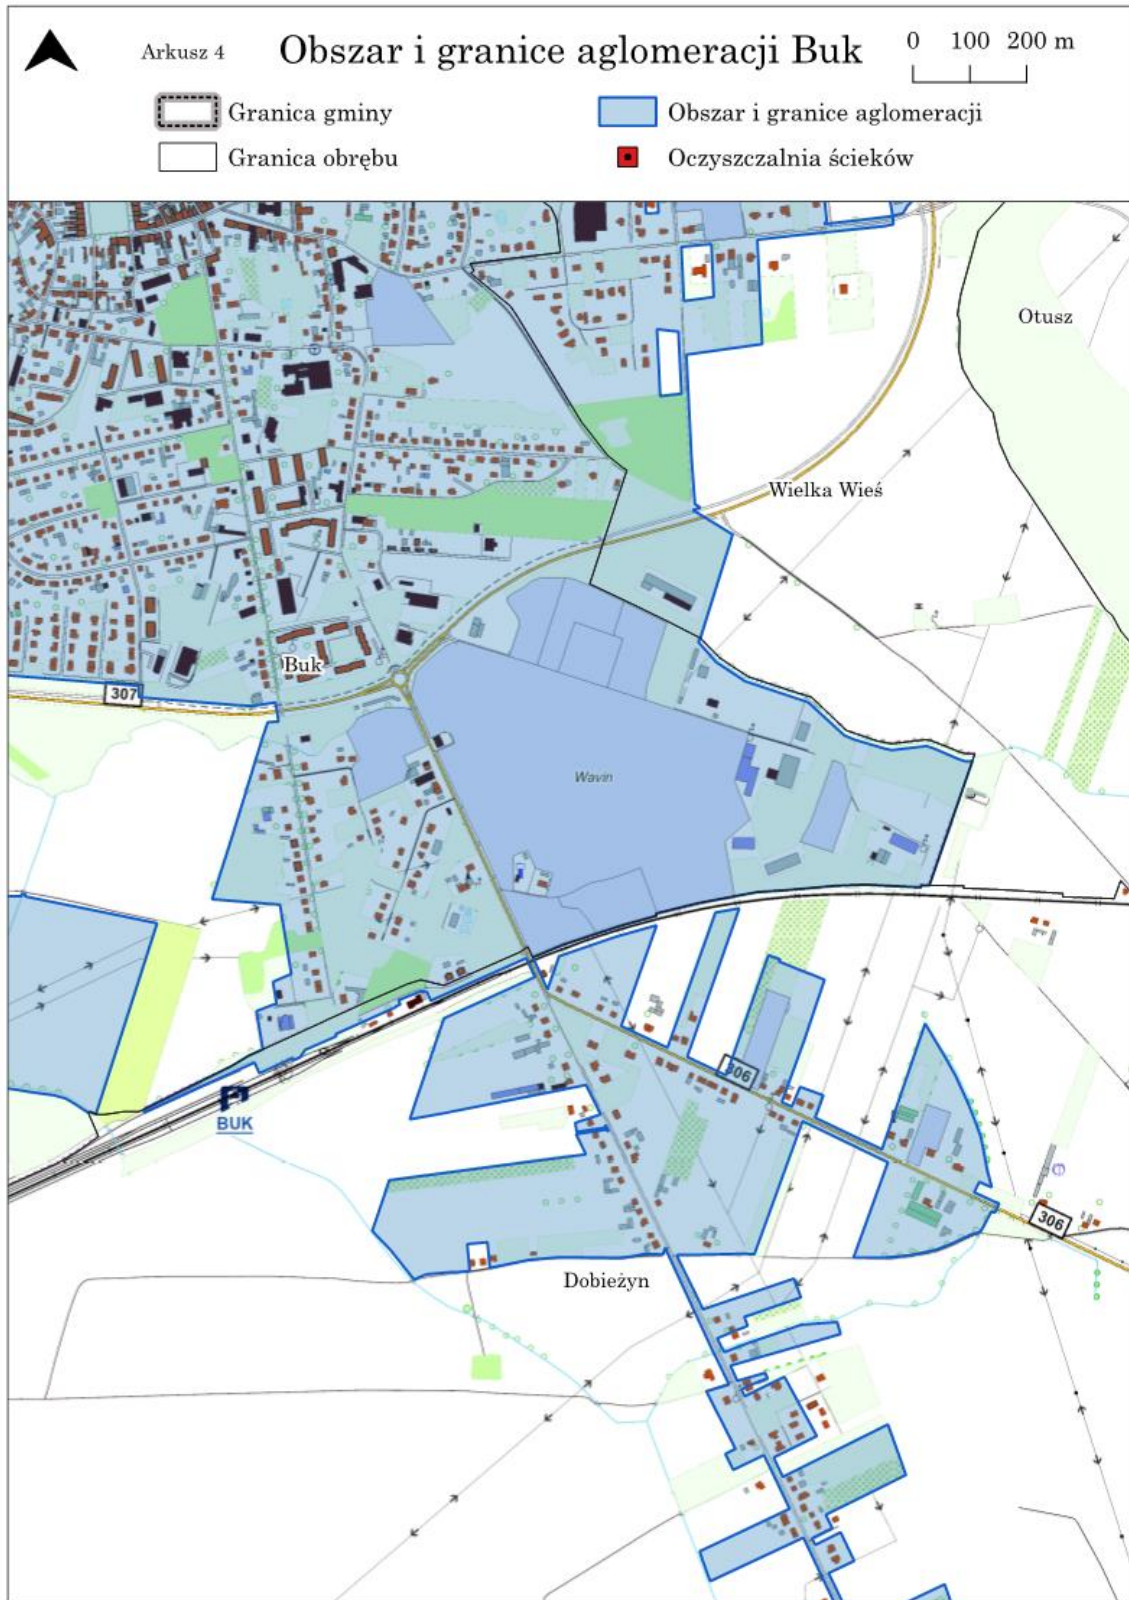 Arkusz 4
Obszar i granice aglomeracji Buk
0 100 200 m
Granica gminy
Obszar i granice aglomeracji
Granica obrębu
Oczyszczalnia ścieków
Otusz
Wielka Wieś
Buk
307
Wavin
306
BUK
306
Dobieżyn